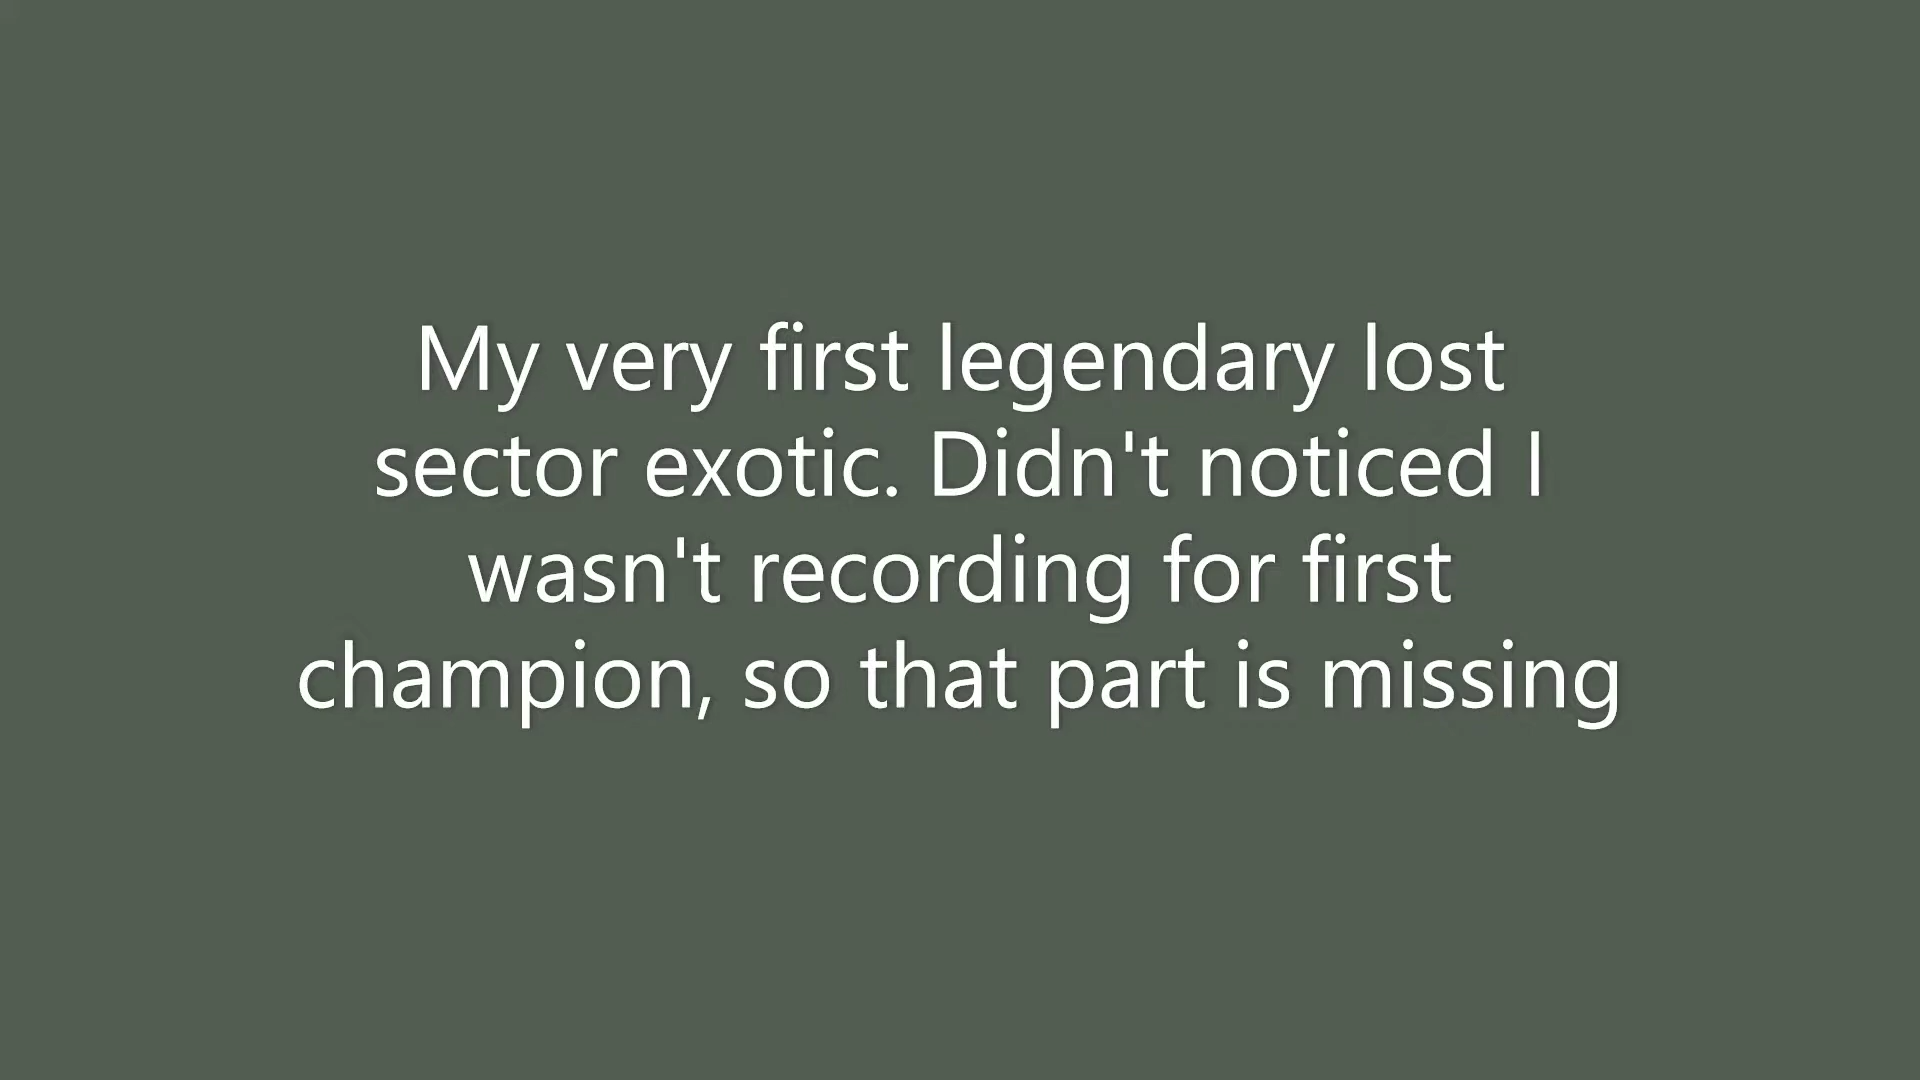 My very first legendary lost
sector exotic. Didn't noticed I
wasn't recording for first
champion, so that part is missing